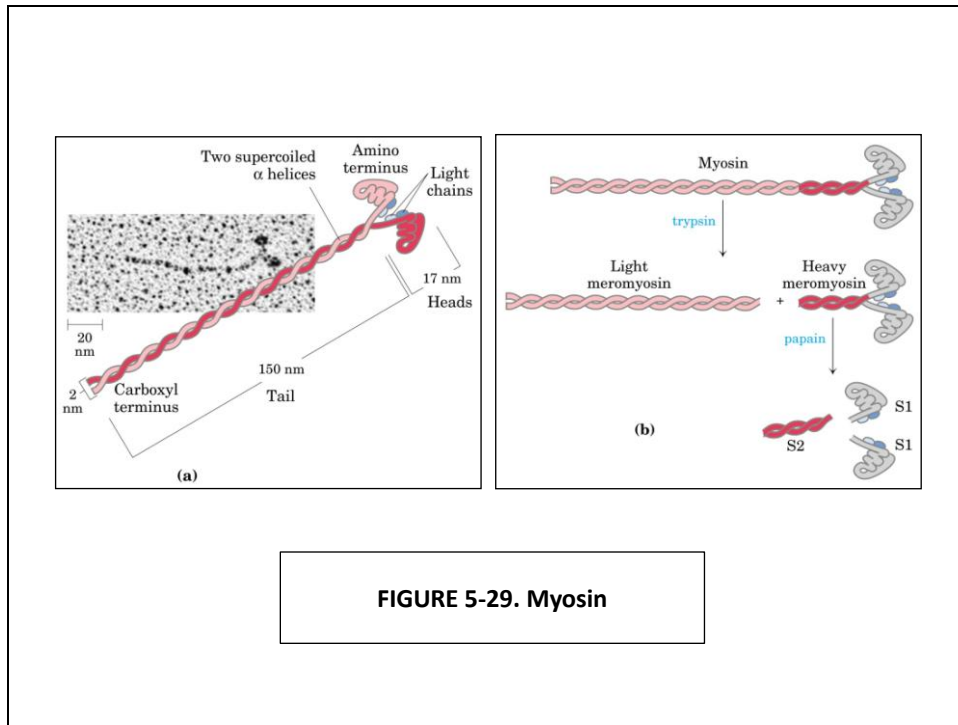 Two supercoiled
α helices
Amino
terminus
Light
chains
17 nm
Heads
20
nm
150 nm
Tail
2
nm
Carboxyl
terminus
(a)
Myosin
trypsin
Light
meromyosin
+
Heavy
meromyosin
papain
S1
S2
S1
(b)
FIGURE 5-29. Myosin